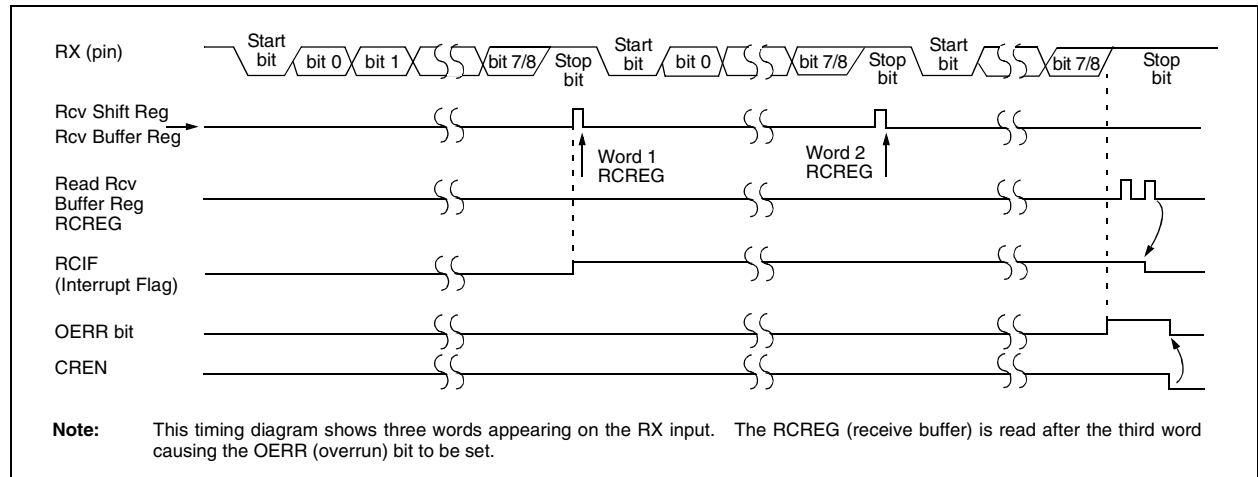 RX (pin)
Start bit
bit 0
bit 1
bit 7/8
Stop bit
Start bit
bit 0
bit 7/8
Stop bit
Start bit
bit 7/8
Stop bit
Rcv Shift Reg
Rcv Buffer Reg
Word 1
RCREG
Word 2
RCREG
Read Rcv
Buffer Reg
RCREG
RCIF
(Interrupt Flag)
OERR bit
CREN
Note: This timing diagram shows three words appearing on the RX input. The RCREG (receive buffer) is read after the third word
causing the OERR (overrun) bit to be set.